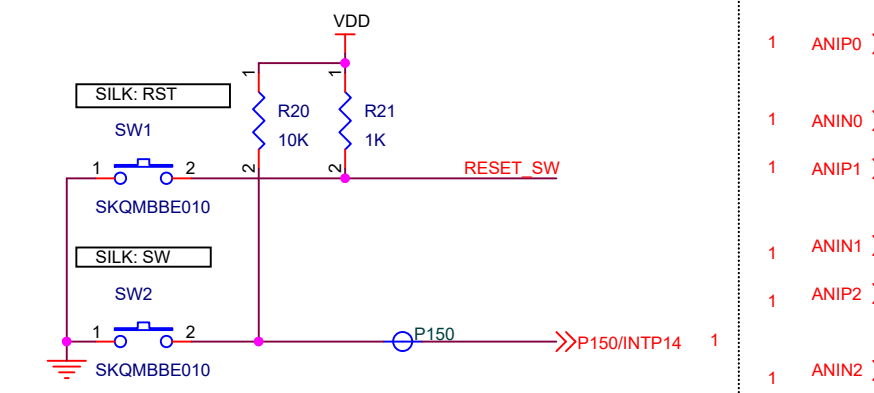 VDD
1 ANIP0
1 1
SILK: RST
R20 R21
SW1
10K 1K
1 ANIN0
1 2 2 2 RESET_SW
1 ANIP1
SKQMBBE010
SILK: SW
1 ANIN1
SW2
1 ANIP2
1 2 P150
P150/INTP14 1
SKQMBBE010
1 ANIN2